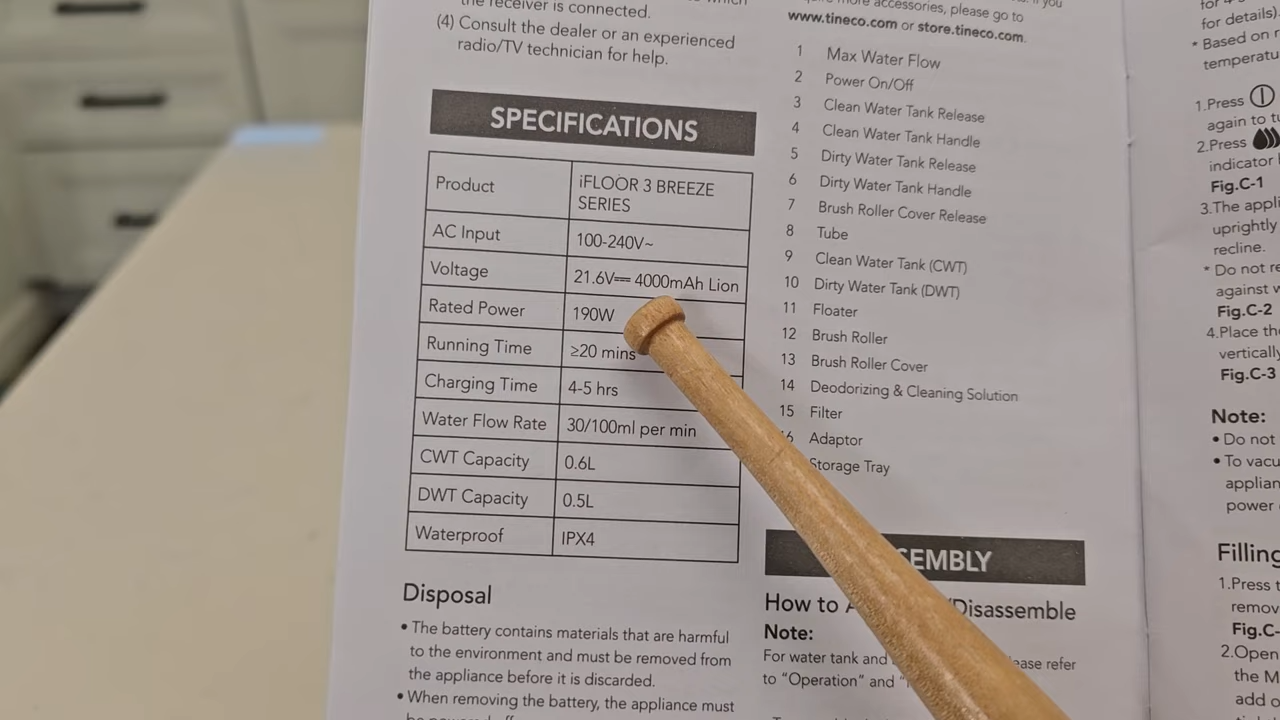 the receiver is connected.
(4) Consult the dealer or an experienced
radio/TV technician for help.
SPECIFICATIONS
Product iFLOOR 3 BREEZE
SERIES
AC Input 100-240V~
Voltage 21.6V⎓ 4000mAh Lion
Rated Power 190W
Running Time ≥20 mins
Charging Time 4-5 hrs
Water Flow Rate 30/100ml per min
CWT Capacity 0.6L
DWT Capacity 0.5L
Waterproof IPX4
Disposal
• The battery contains materials that are harmful
to the environment and must be removed from
the appliance before it is discarded.
• When removing the battery, the appliance must
more accessories, please go to
www.tineco.com or store.tineco.com.
1 Max Water Flow
2 Power On/Off
3 Clean Water Tank Release
4 Clean Water Tank Handle
5 Dirty Water Tank Release
6 Dirty Water Tank Handle
7 Brush Roller Cover Release
8 Tube
9 Clean Water Tank (CWT)
10 Dirty Water Tank (DWT)
11 Floater
12 Brush Roller
13 Brush Roller Cover
14 Deodorizing & Cleaning Solution
15 Filter
Adaptor
Storage Tray
How to Disassemble
Note:
For water tank and refer
to “Operation” and
for details)
* Based on
1.Press
again to
2.Press
indicator
Fig.C-1
3.The
uprightly
recline.
* Do not
against
Fig.C-2
4.Place
vertically
Fig.C-3
Note:
• Do not
• To
power
Filling
1.Press
Fig.C-
2.Open
the
add